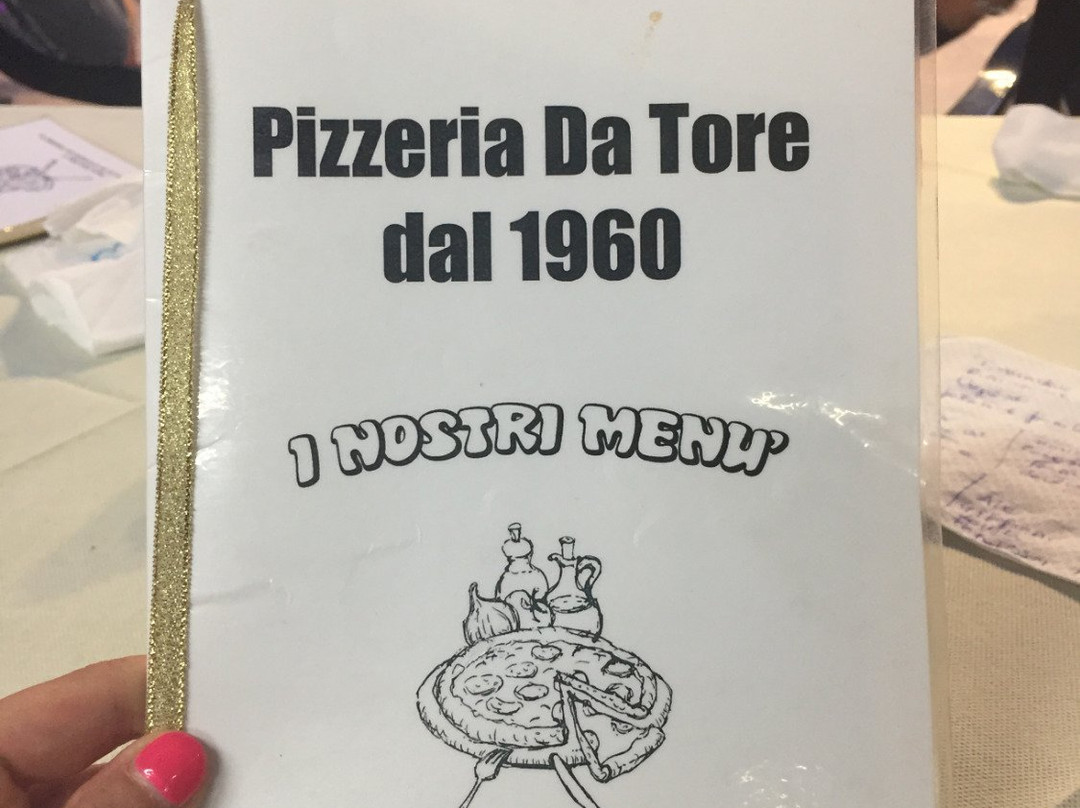 Pizzeria Da Tore
dal 1960
I NOSTRI MENU'